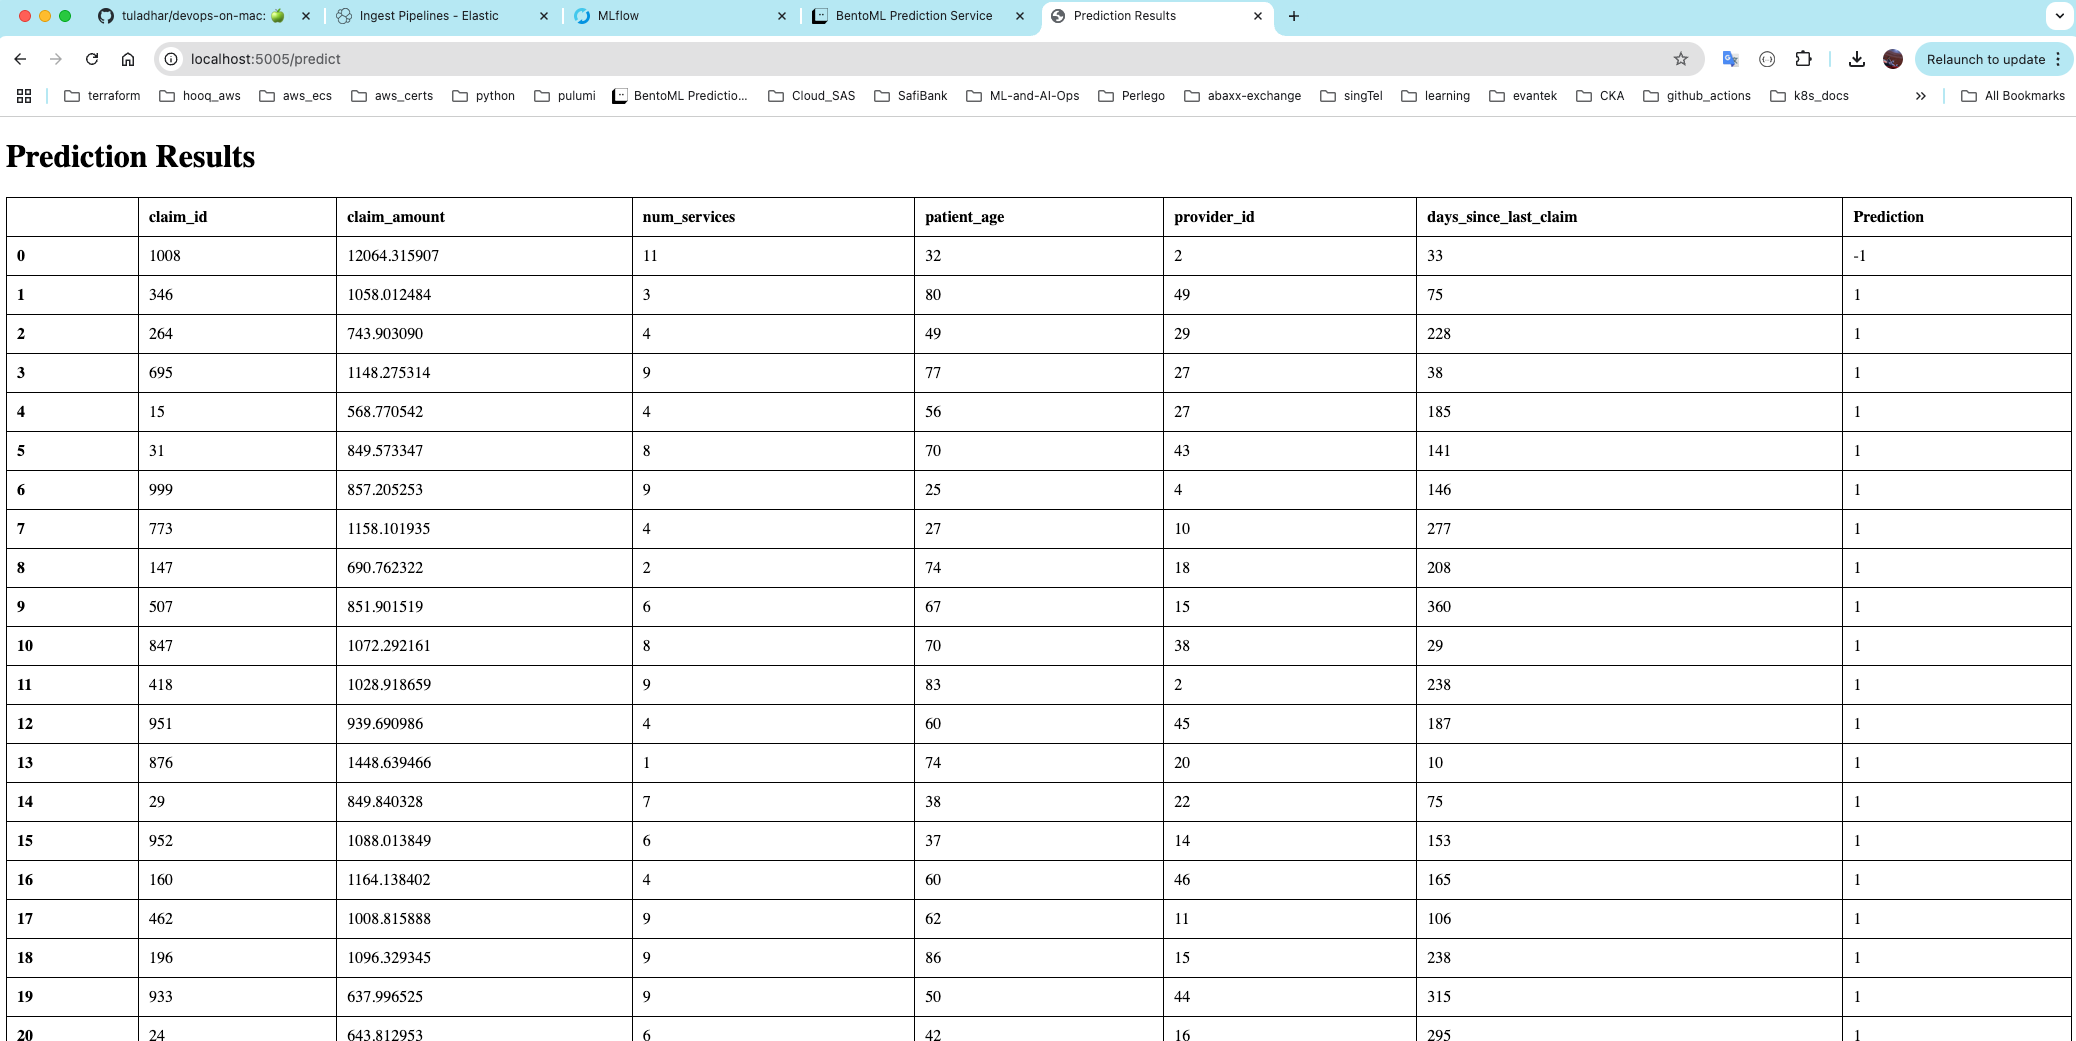 tuladhar/devops-on-mac: 🍏 Ingest Pipelines - Elastic MLflow BentoML Prediction Service Prediction Results
localhost:5005/predict Relaunch to update
terraform hooq_aws aws_ecs aws_certs python pulumi BentoML Predictio... Cloud_SAS SafiBank ML-and-AI-Ops Perlego abaxx-exchange singTel learning evantek CKA github_actions k8s_docs All Bookmarks
Prediction Results
claim_id claim_amount num_services patient_age provider_id days_since_last_claim Prediction
0 1008 12064.315907 11 32 2 33 -1
1 346 1058.012484 3 80 49 75 1
2 264 743.903090 4 49 29 228 1
3 695 1148.275314 9 77 27 38 1
4 15 568.770542 4 56 27 185 1
5 31 849.573347 8 70 43 141 1
6 999 857.205253 9 25 4 146 1
7 773 1158.101935 4 27 10 277 1
8 147 690.762322 2 74 18 208 1
9 507 851.901519 6 67 15 360 1
10 847 1072.292161 8 70 38 29 1
11 418 1028.918659 9 83 2 238 1
12 951 939.690986 4 60 45 187 1
13 876 1448.639466 1 74 20 10 1
14 29 849.840328 7 38 22 75 1
15 952 1088.013849 6 37 14 153 1
16 160 1164.138402 4 60 46 165 1
17 462 1008.815888 9 62 11 106 1
18 196 1096.329345 9 86 15 238 1
19 933 637.996525 9 50 44 315 1
20 24 643.812953 6 42 16 295 1